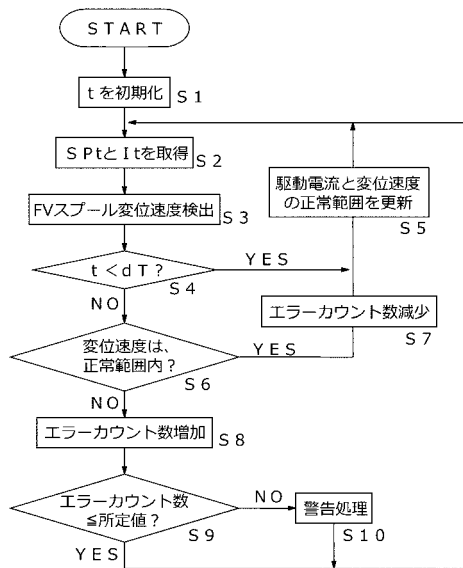 START
tを初期化
S1
SPtとItを取得
S2
FVスプール変位速度検出
S3
t<dT?
S4
YES
NO
駆動電流と変位速度
の正常範囲を更新
S5
変位速度は、
正常範囲内?
S6
YES
NO
エラーカウント数減少
S7
エラーカウント数増加
S8
エラーカウント数
≦所定値?
S9
NO
YES
警告処理
S10